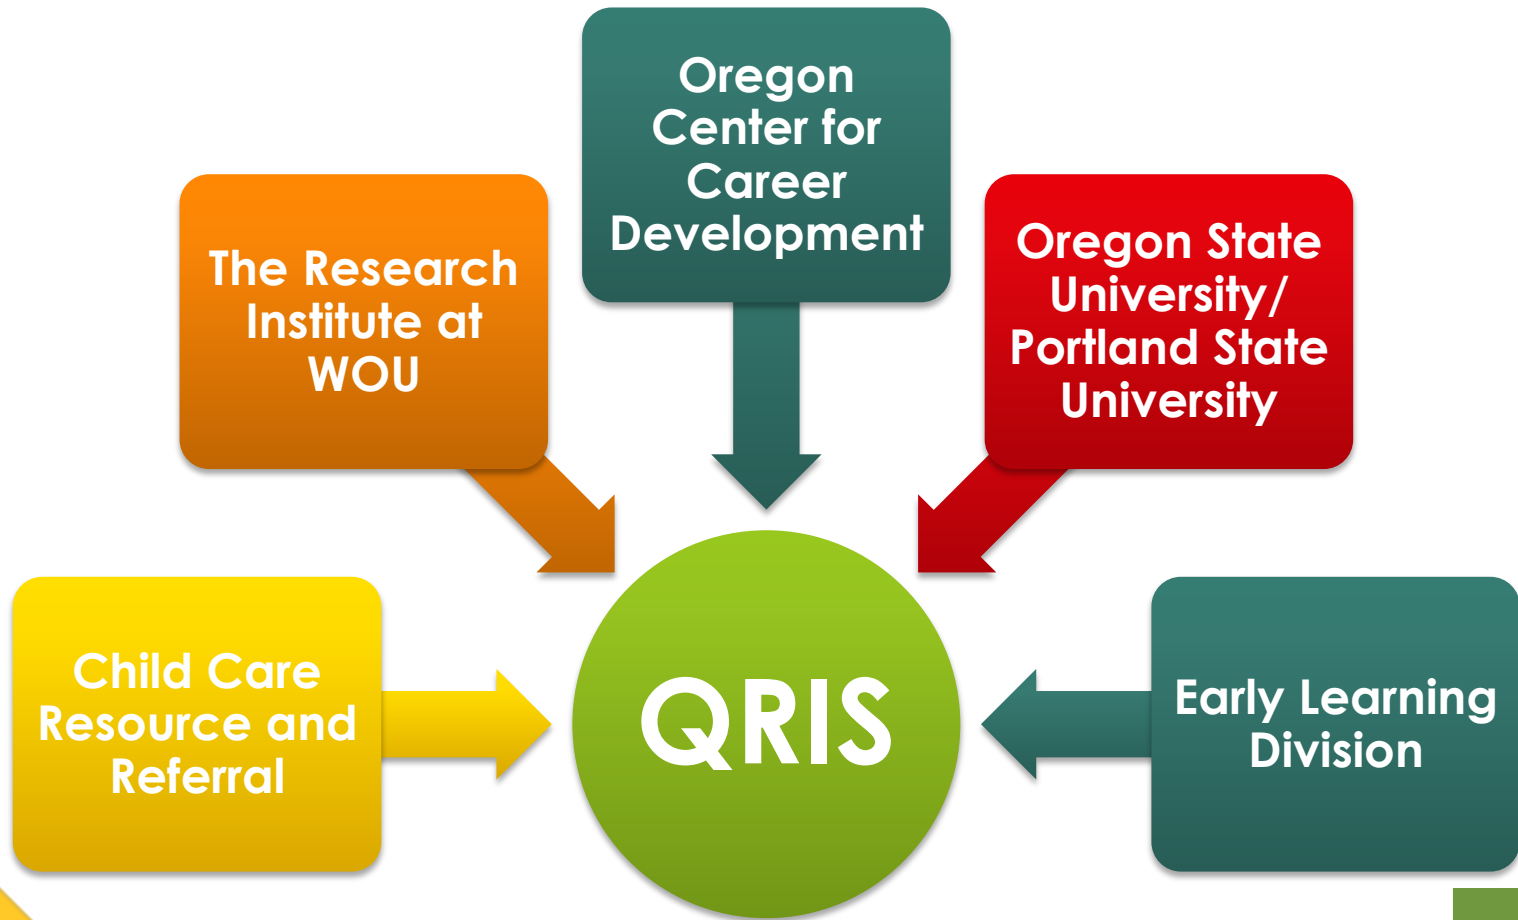 Oregon
Center for
Career
Development
The Research
Institute at
WOU
Oregon State
University/
Portland State
University
Child Care
Resource and
Referral
QRIS
Early Learning
Division